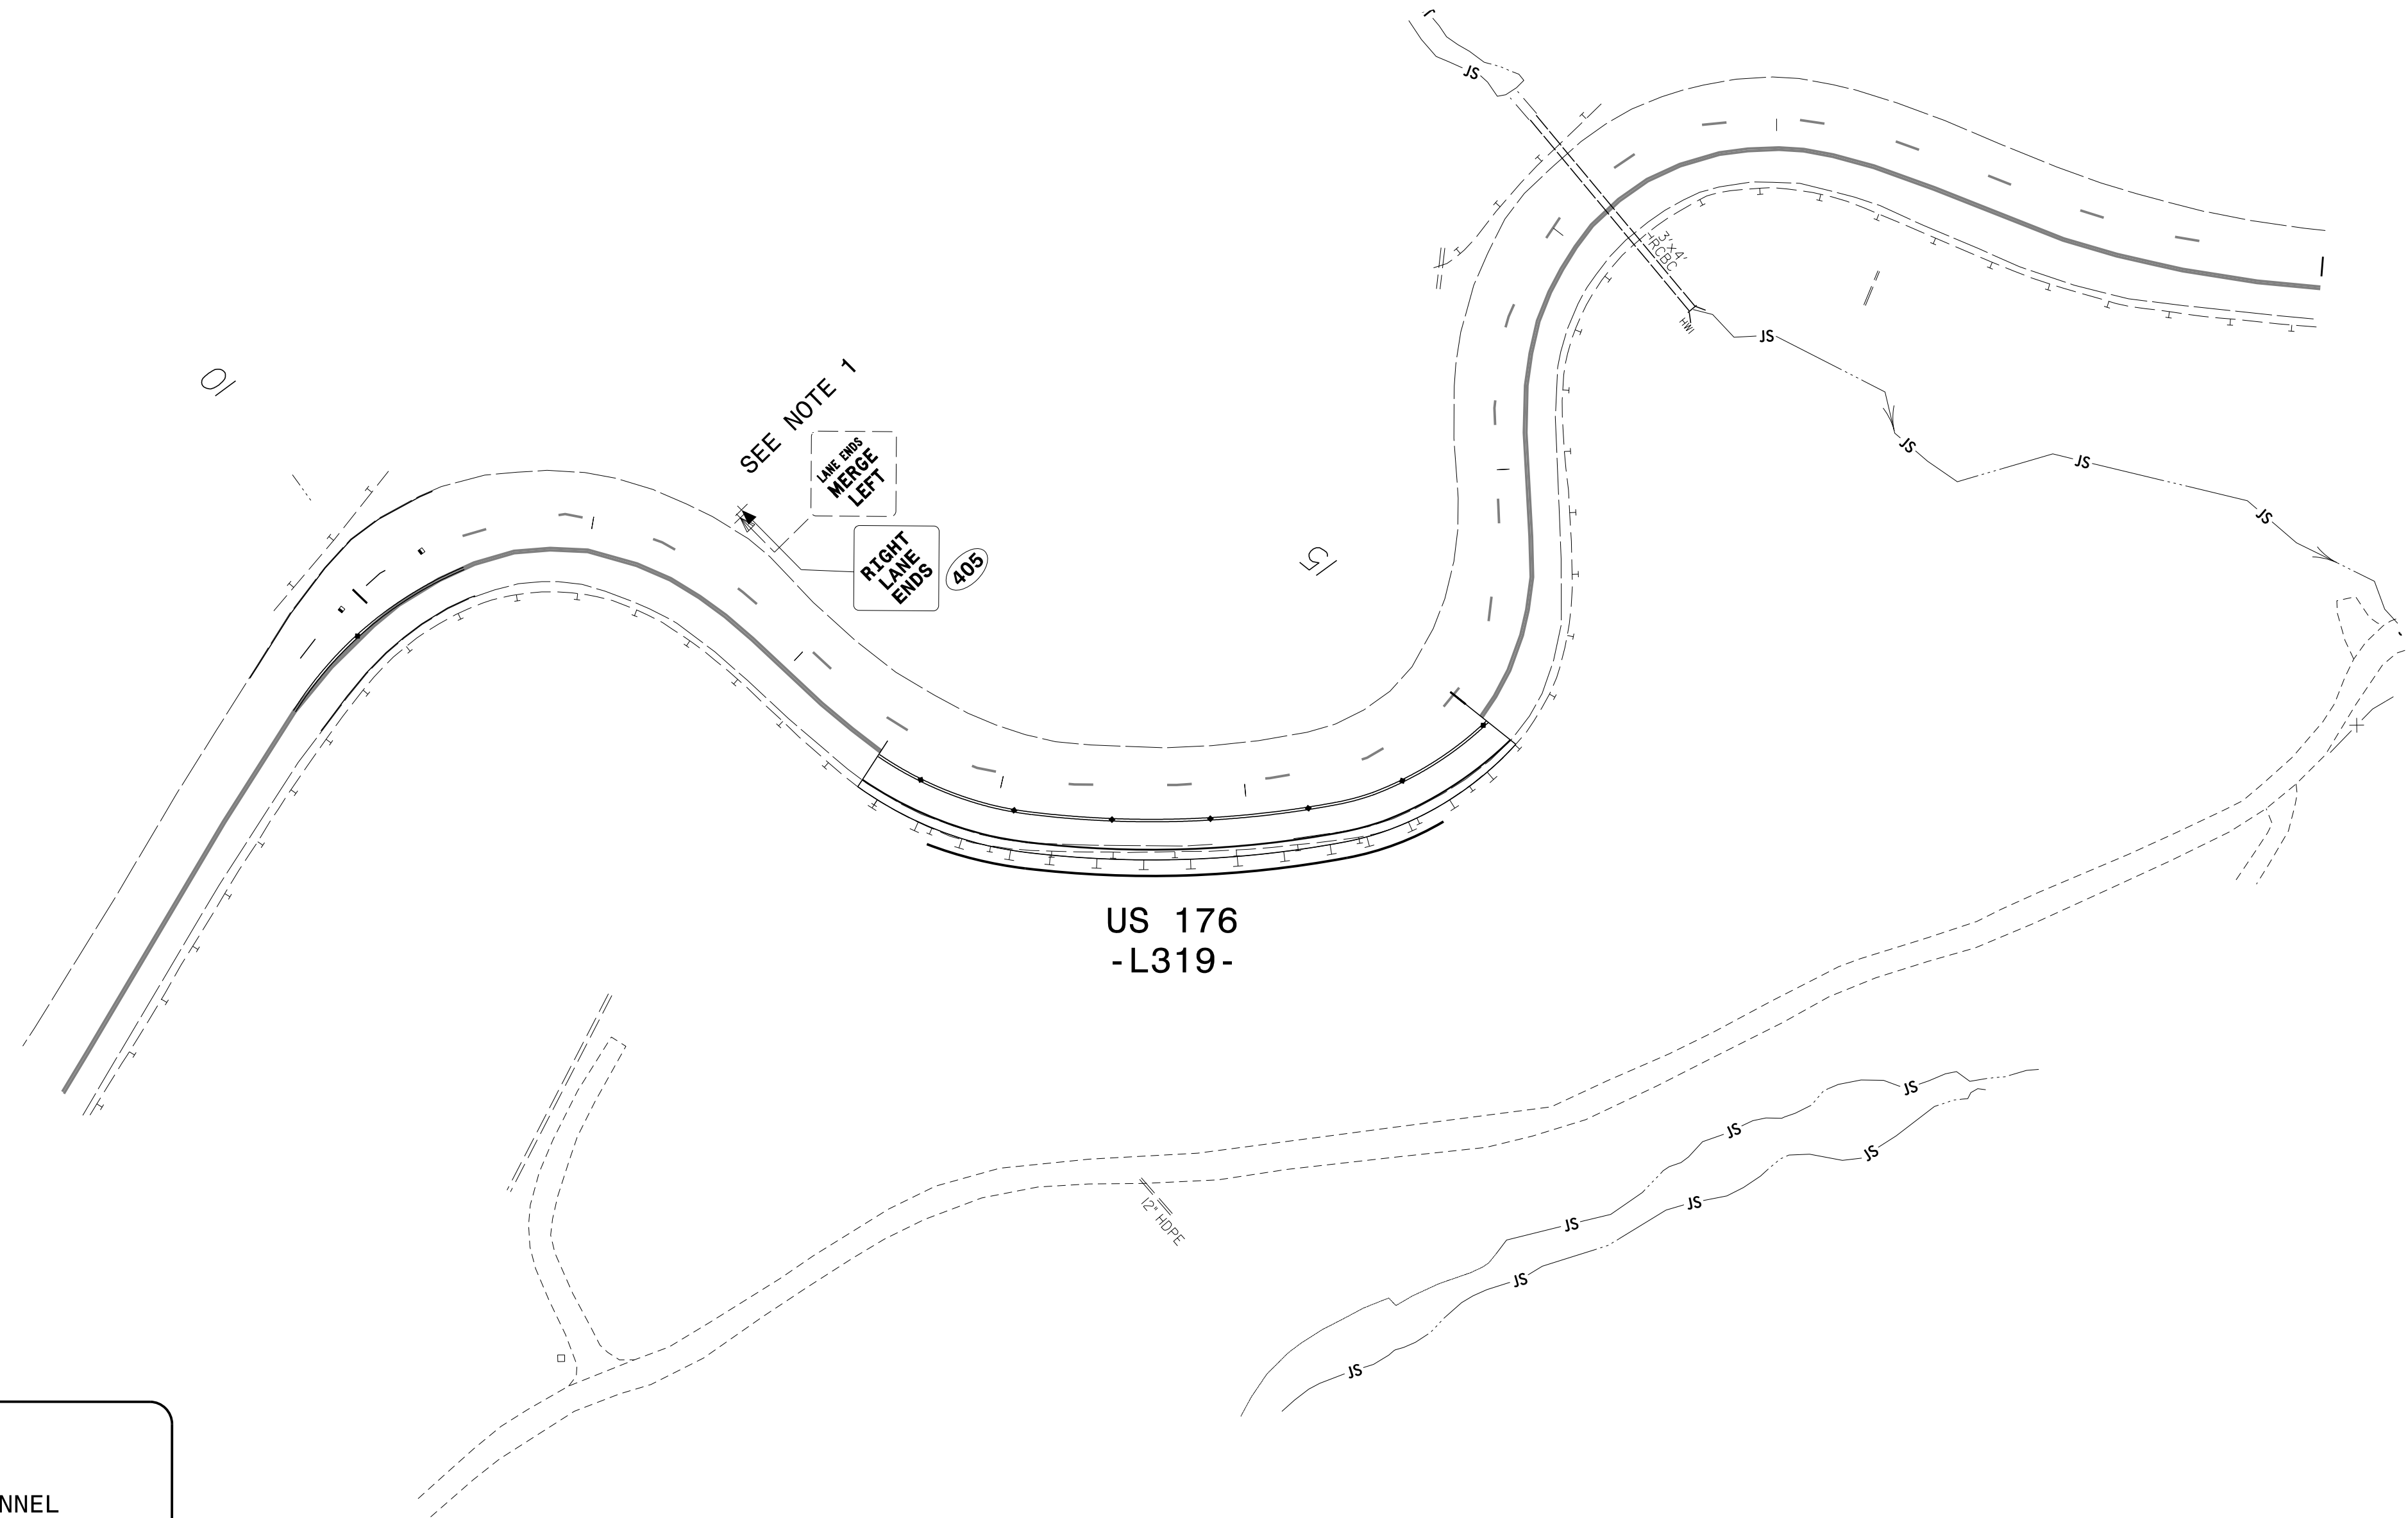 JS
3'x4'
RCBC
HW
JS
10
SEE NOTE 1
LANE ENDS
MERGE
LEFT
JS
JS
RIGHT
LANE
ENDS
405
15
JS
US 176
-L319-
JS
JS
JS
12" HDPE
JS
JS
JS
JS
NNEL